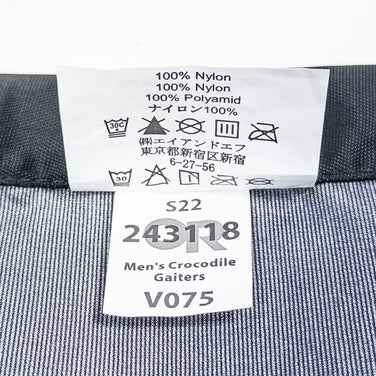 100% Nylon
100% Nylon
100% Polyamid
ナイロン100%
30C
㈱エイアンドエフ
東京都新宿区新宿
6-27-56
30
S22
OR
243118
Men's Crocodile
Gaiters
V075